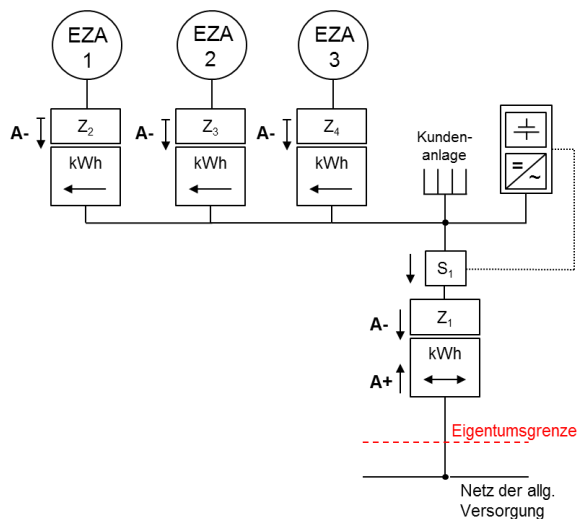 EZA
1
EZA
2
EZA
3
A-
Z2
A-
Z3
A-
Z4
kWh
kWh
kWh
Kunden-
anlage
=
~
S1
A-
Z1
A+
kWh
Eigentumsgrenze
Netz der allg.
Versorgung